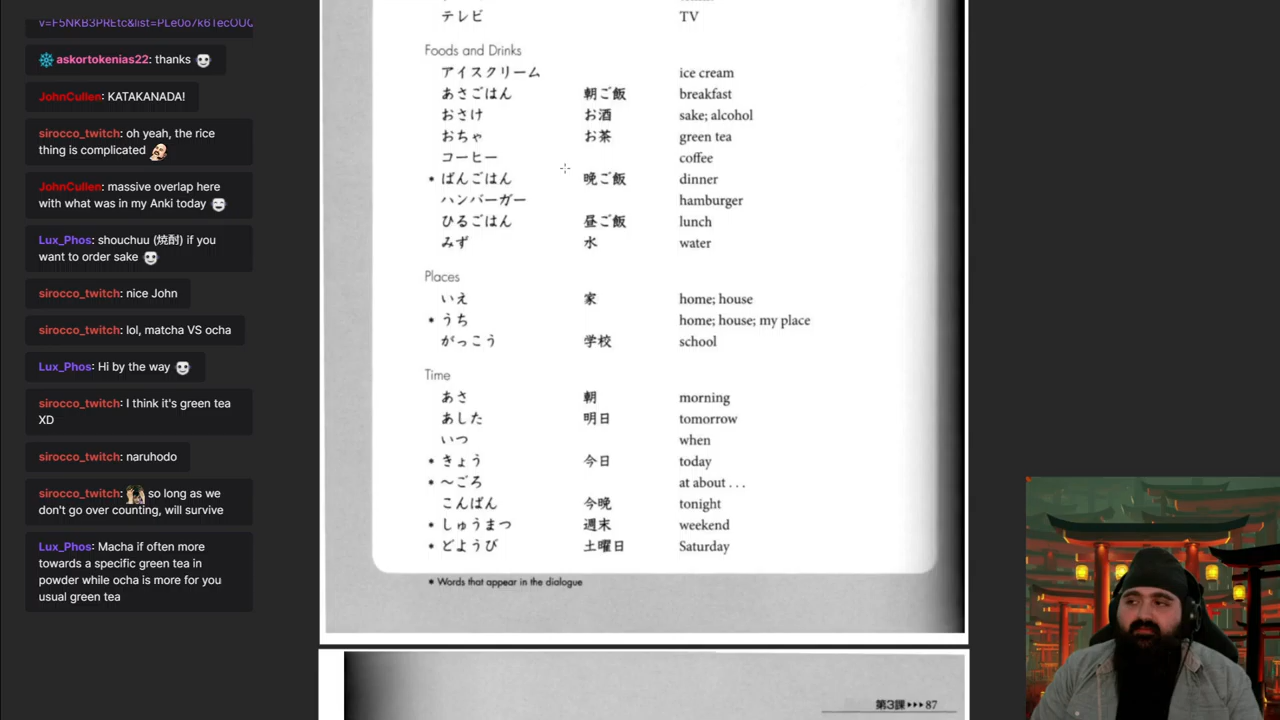 v=F5NKB3PREtc&list=PLeOo7k6TecOUC
askortokenias22: thanks
JohnCullen: KATAKANADA!
sirocco_twitch: oh yeah, the rice
thing is complicated
JohnCullen: massive overlap here
with what was in my Anki today
Lux_Phos: shouchuu (焼酎) if you
want to order sake
sirocco_twitch: nice John
sirocco_twitch: lol, matcha VS ocha
Lux_Phos: Hi by the way
sirocco_twitch: I think it's green tea
XD
sirocco_twitch: naruhodo
sirocco_twitch: so long as we
don't go over counting, will survive
Lux_Phos: Macha if often more
towards a specific green tea in
powder while ocha is more for you
usual green tea
テレビ TV
Foods and Drinks
アイスクリーム ice cream
あさごはん 朝ご飯 breakfast
おさけ お酒 sake; alcohol
おちゃ お茶 green tea
コーヒー coffee
* ばんごはん 晩ご飯 dinner
ハンバーガー hamburger
ひるごはん 昼ご飯 lunch
みず 水 water
Places
いえ 家 home; house
* うち home; house; my place
がっこう 学校 school
Time
あさ 朝 morning
あした 明日 tomorrow
いつ when
* きょう 今日 today
* ～ごろ at about . . .
こんばん 今晩 tonight
* しゅうまつ 週末 weekend
* どようび 土曜日 Saturday
* Words that appear in the dialogue
第3課▸▸▸87